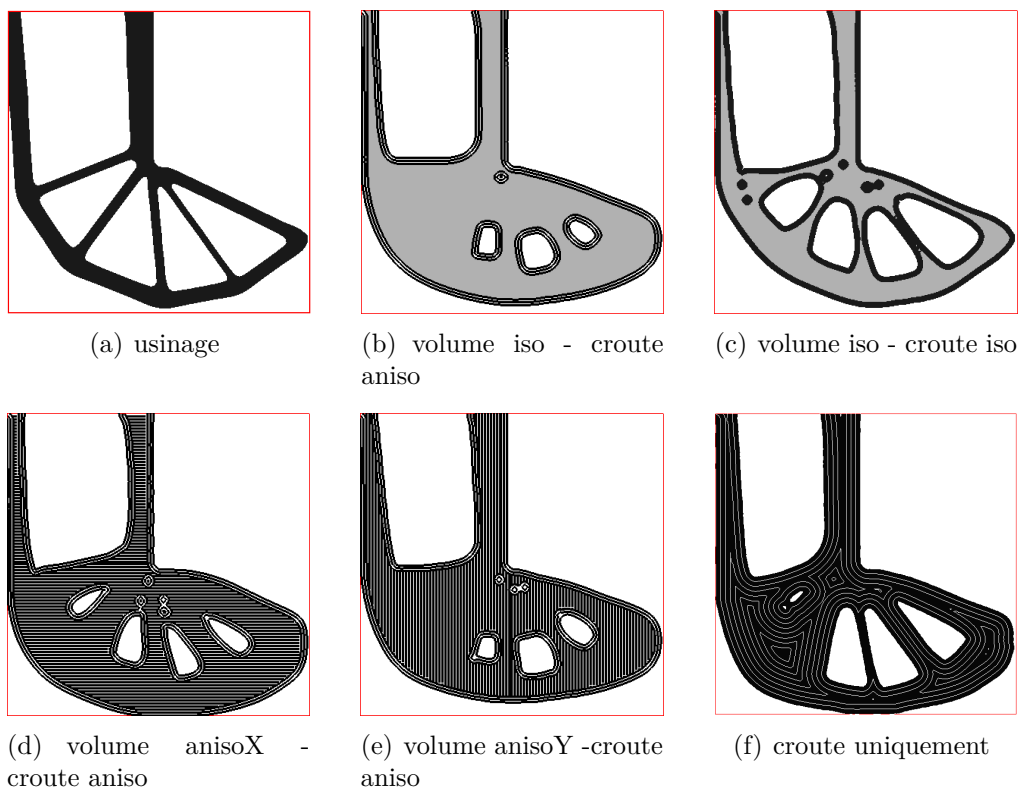 (a) usinage
(b) volume iso - croute
aniso
(c) volume iso - croute iso
(d) volume anisoX -
croute aniso
(e) volume anisoY -croute
aniso
(f) croute uniquement